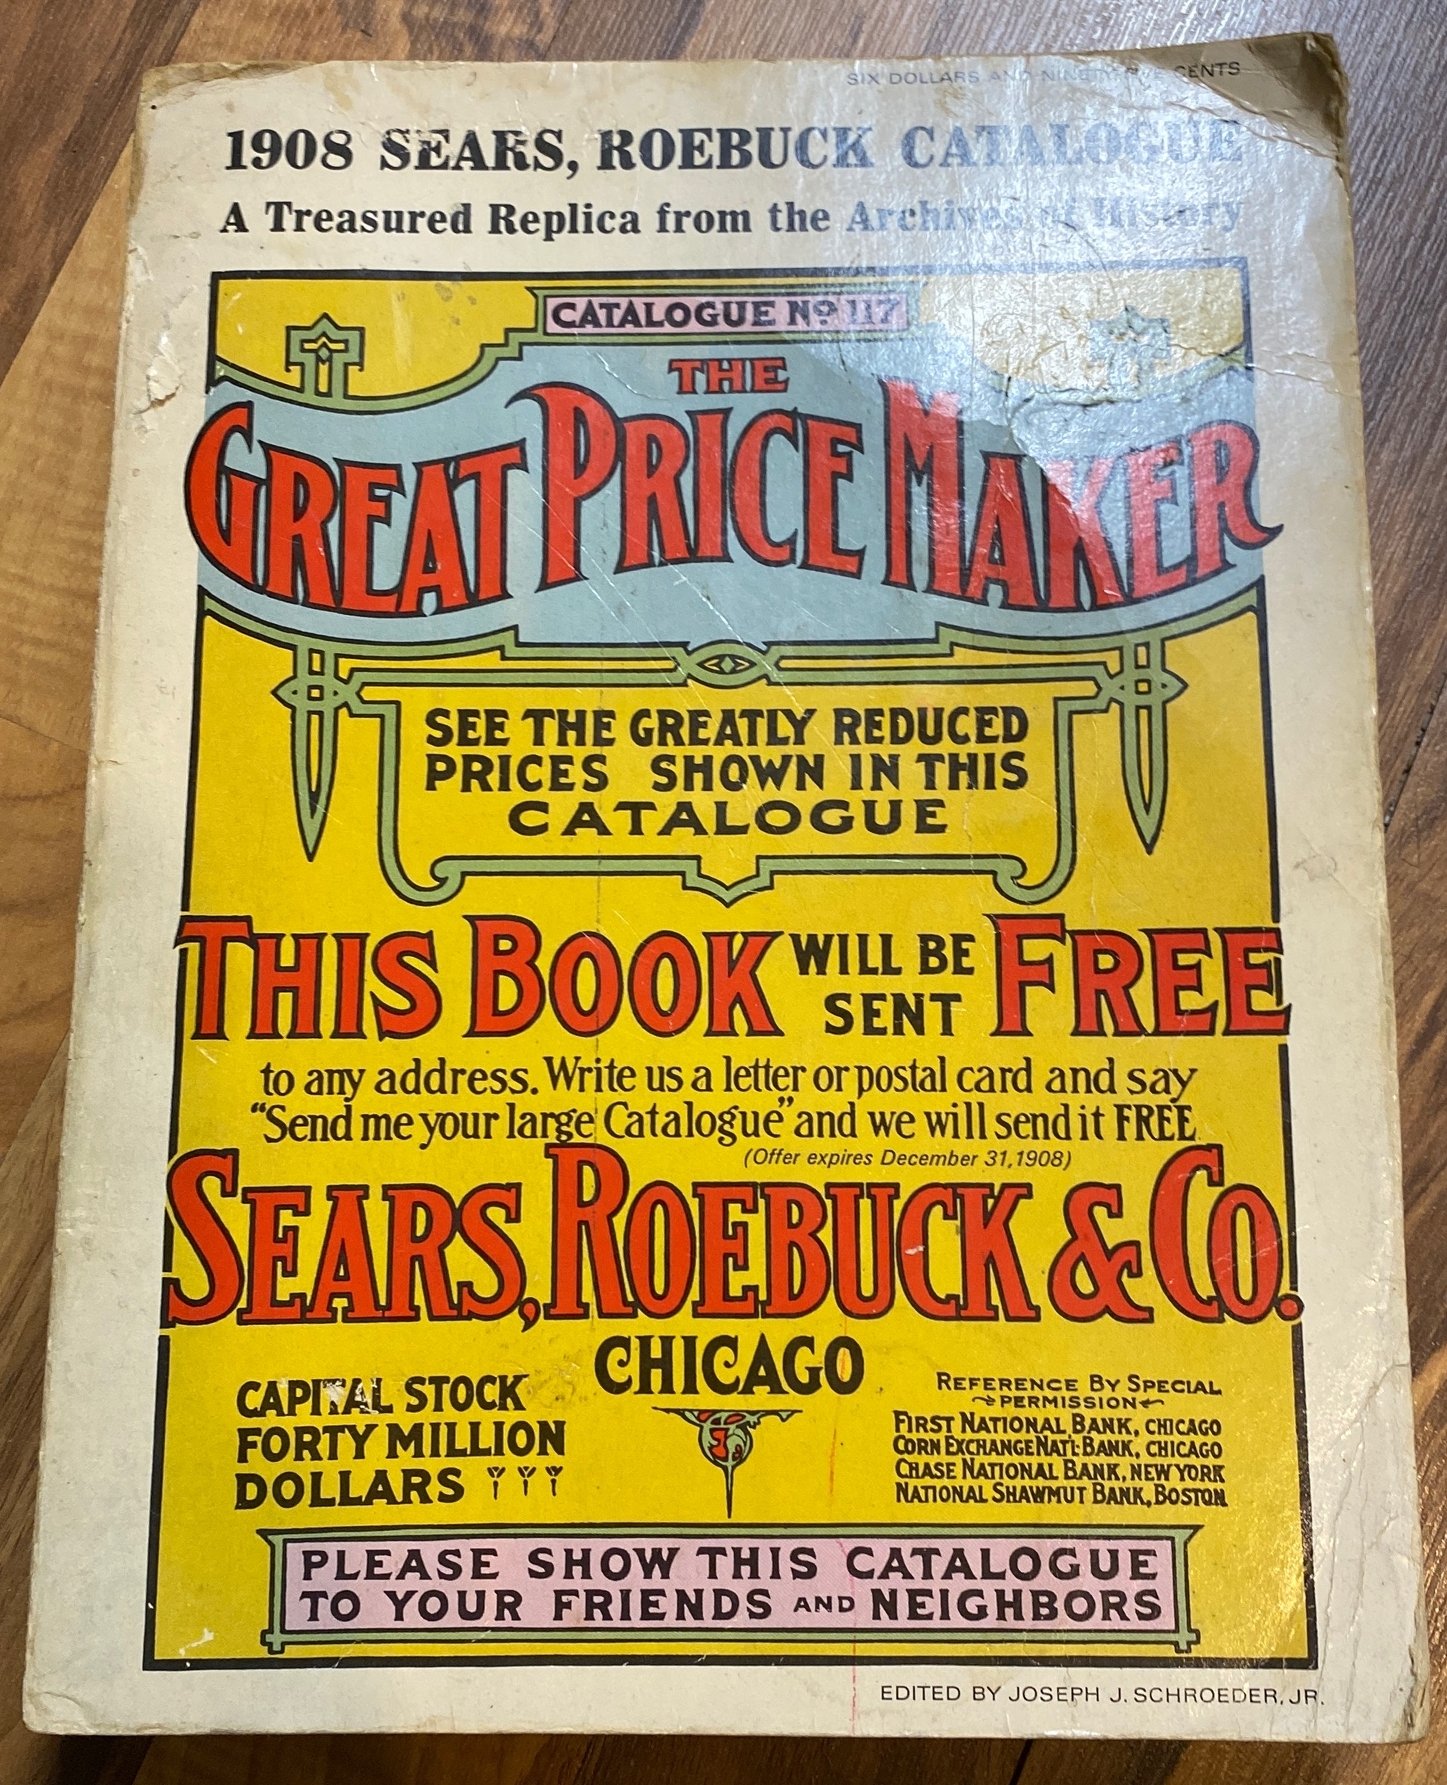 SIX DOLLARS AND NINETY-FIVE CENTS
1908 SEARS, ROEBUCK CATALOGUE
A Treasured Replica from the Archives of History
CATALOGUE Nº 117
THE
GREAT PRICE MAKER
SEE THE GREATLY REDUCED
PRICES SHOWN IN THIS
CATALOGUE
THIS BOOK WILL BE SENT FREE
to any address. Write us a letter or postal card and say
"Send me your large Catalogue" and we will send it FREE
(Offer expires December 31, 1908)
SEARS, ROEBUCK & CO.
CHICAGO
CAPITAL STOCK
FORTY MILLION
DOLLARS
REFERENCE BY SPECIAL
PERMISSION
FIRST NATIONAL BANK, CHICAGO
CORN EXCHANGE NAT'L BANK, CHICAGO
CHASE NATIONAL BANK, NEW YORK
NATIONAL SHAWMUT BANK, BOSTON
PLEASE SHOW THIS CATALOGUE
TO YOUR FRIENDS AND NEIGHBORS
EDITED BY JOSEPH J. SCHROEDER, JR.